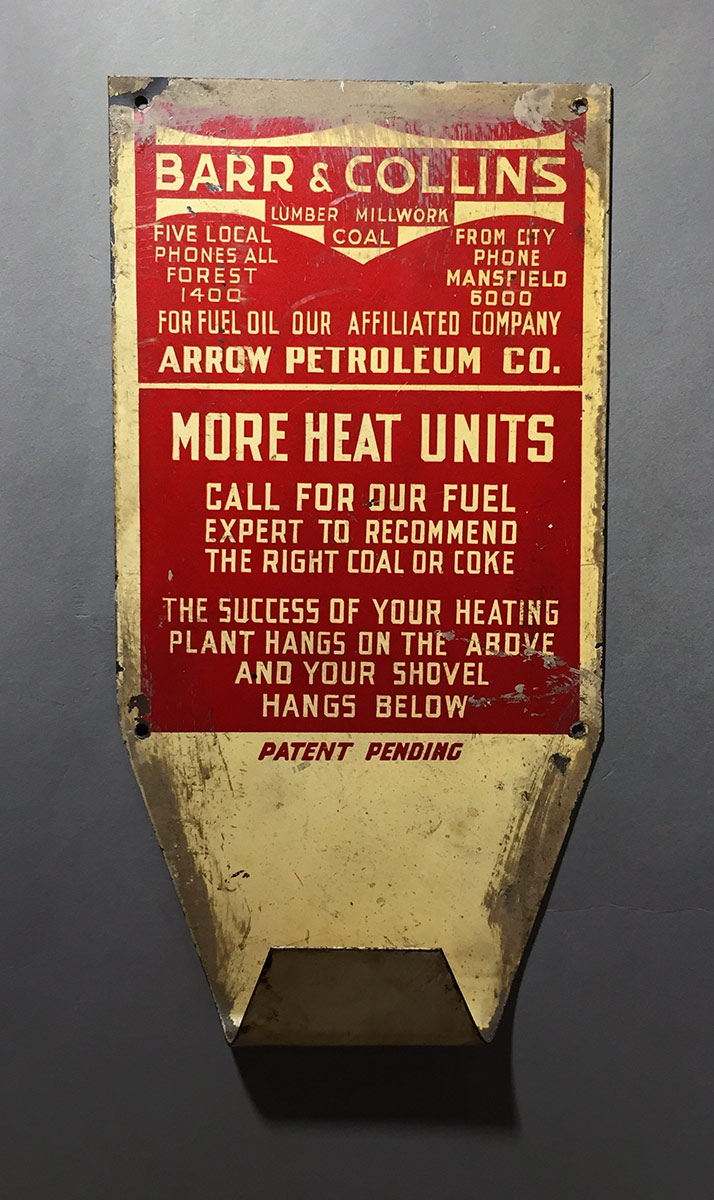 BARR & COLLINS
LUMBER MILLWORK
COAL
FIVE LOCAL
PHONES ALL
FOREST
1400
FROM CITY
PHONE
MANSFIELD
6000
FOR FUEL OIL OUR AFFILIATED COMPANY
ARROW PETROLEUM CO.
MORE HEAT UNITS
CALL FOR OUR FUEL
EXPERT TO RECOMMEND
THE RIGHT COAL OR COKE
THE SUCCESS OF YOUR HEATING
PLANT HANGS ON THE ABOVE
AND YOUR SHOVEL
HANGS BELOW
PATENT PENDING